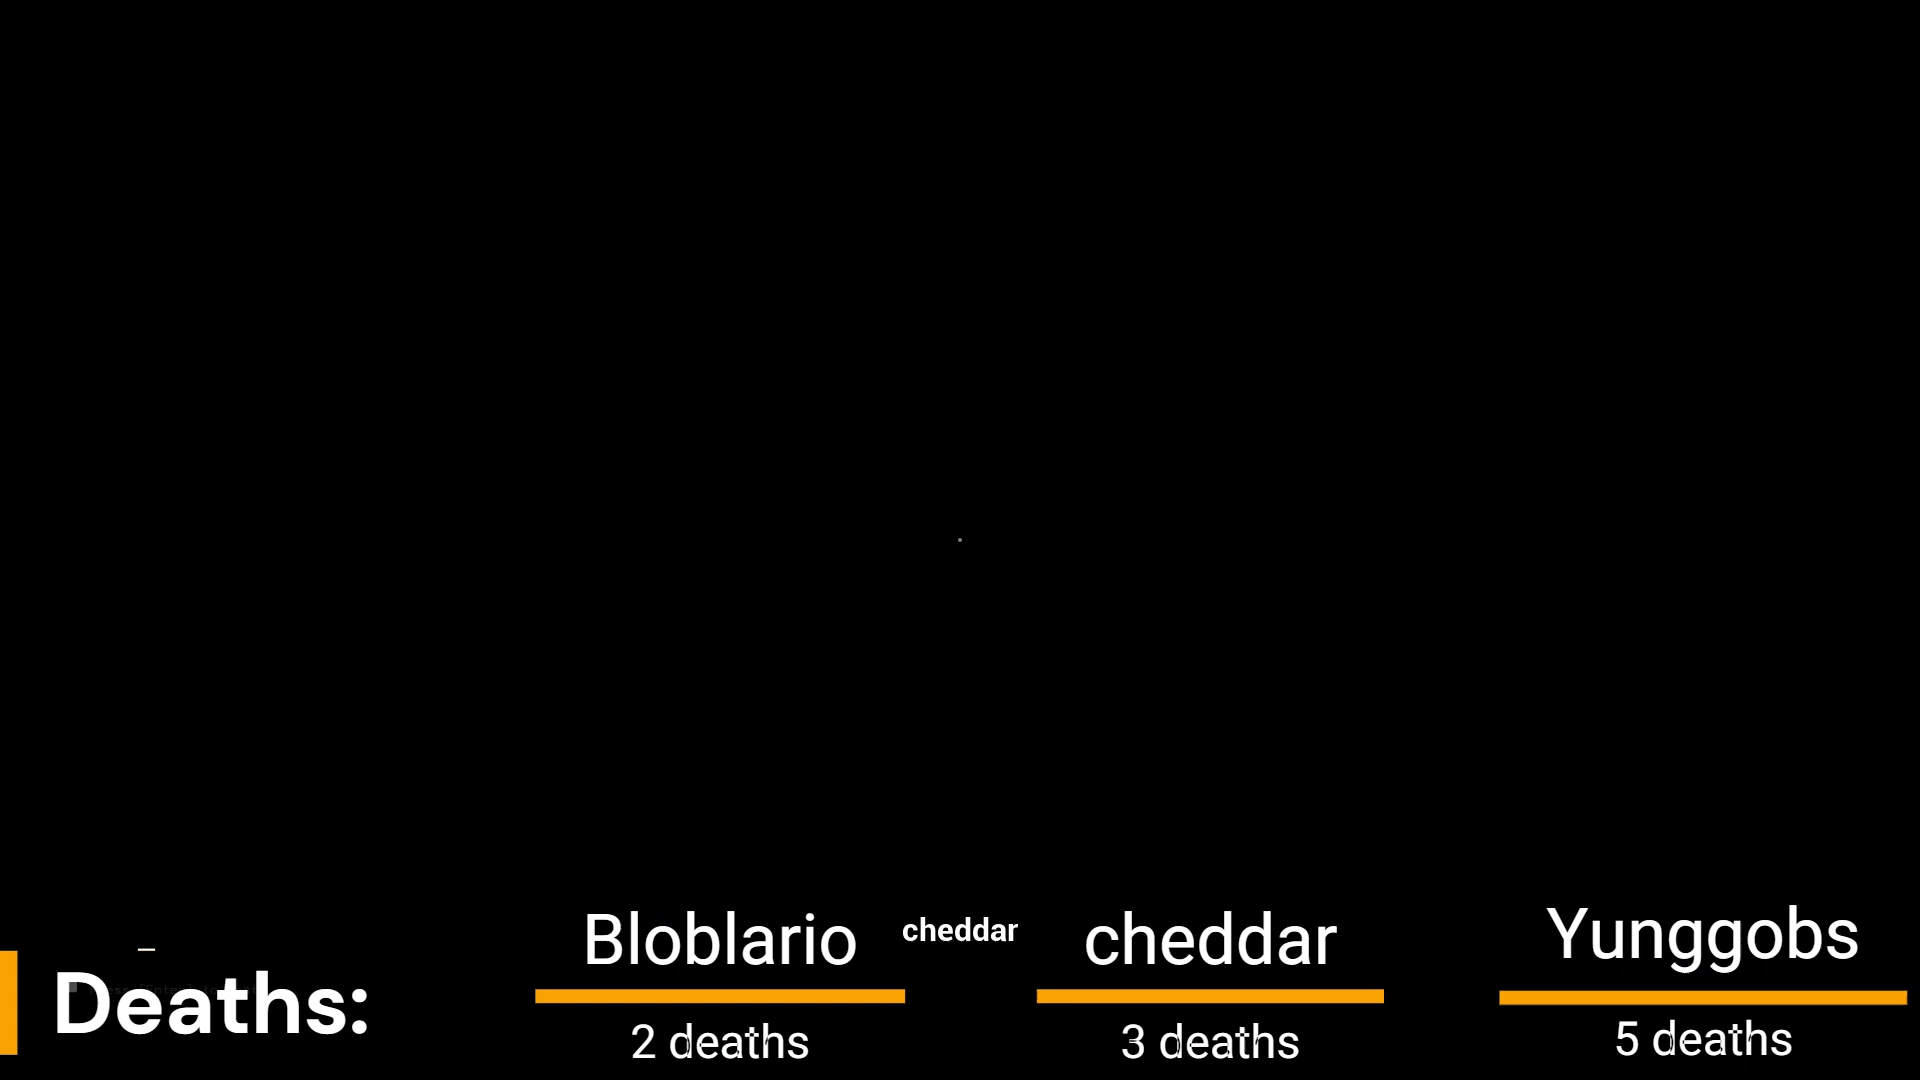 Bloblario
cheddar
cheddar
Yunggobs
Deaths:
2 deaths
3 deaths
5 deaths